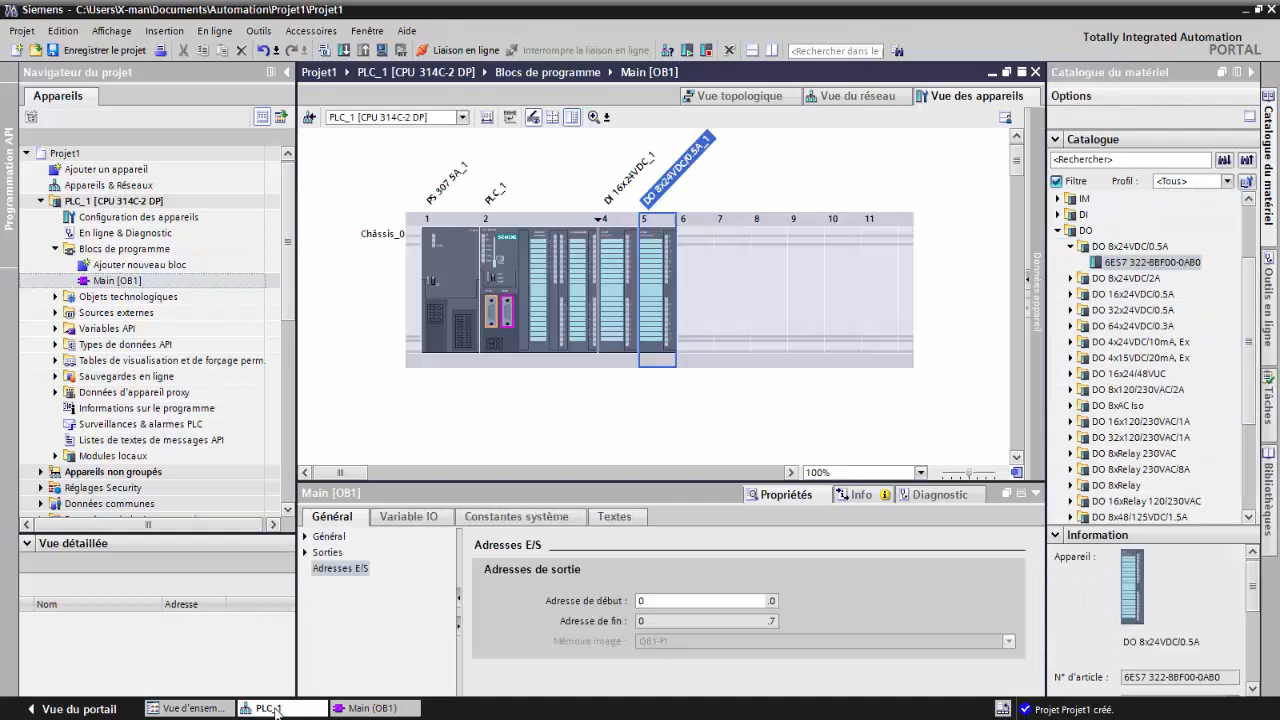 Siemens - C:\Users\X-man\Documents\Automation\Projet1\Projet1
Projet Edition Affichage Insertion En ligne Outils Accessoires Fenêtre Aide
Totally Integrated Automation
PORTAL
Enregistrer le projet Liaison en ligne Interrompre la liaison en ligne <Rechercher dans le
Navigateur du projet
Projet1 PLC_1 [CPU 314C-2 DP] Blocs de programme Main [OB1]
Catalogue du matériel
Appareils
Vue topologique Vue du réseau Vue des appareils
Options
PLC_1 [CPU 314C-2 DP]
Programmation API
Projet1
Ajouter un appareil
Appareils & Réseaux
PLC_1 [CPU 314C-2 DP]
Configuration des appareils
En ligne & Diagnostic
Blocs de programme
Ajouter nouveau bloc
Main [OB1]
Objets technologiques
Sources externes
Variables API
Types de données API
Tables de visualisation et de forçage perm.
Sauvegardes en ligne
Données d'appareil proxy
Informations sur le programme
Surveillances & alarmes PLC
Listes de textes de messages API
Modules locaux
Appareils non groupés
Réglages Security
Données communes
Vue détaillée
Nom Adresse
PS 307 5A_1
PLC_1
DI 16x24VDC_1
DO 8x24VDC/0.5A_1
1 2 4 5 6 7 8 9 10 11
Châssis_0
SIEMENS
Données appareil
100%
Main [OB1]
Propriétés Info Diagnostic
Général Variable IO Constantes système Textes
Général
Sorties
Adresses E/S
Adresses E/S
Adresses de sortie
Adresse de début : 0 .0
Adresse de fin : 0 .7
Mémoire image : OB1-PI
Catalogue
<Rechercher>
Filtre Profil : <Tous>
IM
DI
DO
DO 8x24VDC/0.5A
6ES7 322-8BF00-0AB0
DO 8x24VDC/2A
DO 16x24VDC/0.5A
DO 32x24VDC/0.5A
DO 64x24VDC/0.3A
DO 4x24VDC/10mA, Ex
DO 4x15VDC/20mA, Ex
DO 16x24/48VUC
DO 8x120/230VAC/2A
DO 8xAC Iso
DO 16x120/230VAC/1A
DO 32x120/230VAC/1A
DO 8xRelay 230VAC
DO 8xRelay 230VAC/8A
DO 8xRelay
DO 16xRelay 120/230VAC
DO 8x48/125VDC/1.5A
Information
Appareil :
DO 8x24VDC/0.5A
N° d'article : 6ES7 322-8BF00-0AB0
Catalogue du matériel
Outils en ligne
Tâches
Bibliothèques
Vue du portail Vue d'ensem... PLC_1 Main (OB1) Projet Projet1 créé.